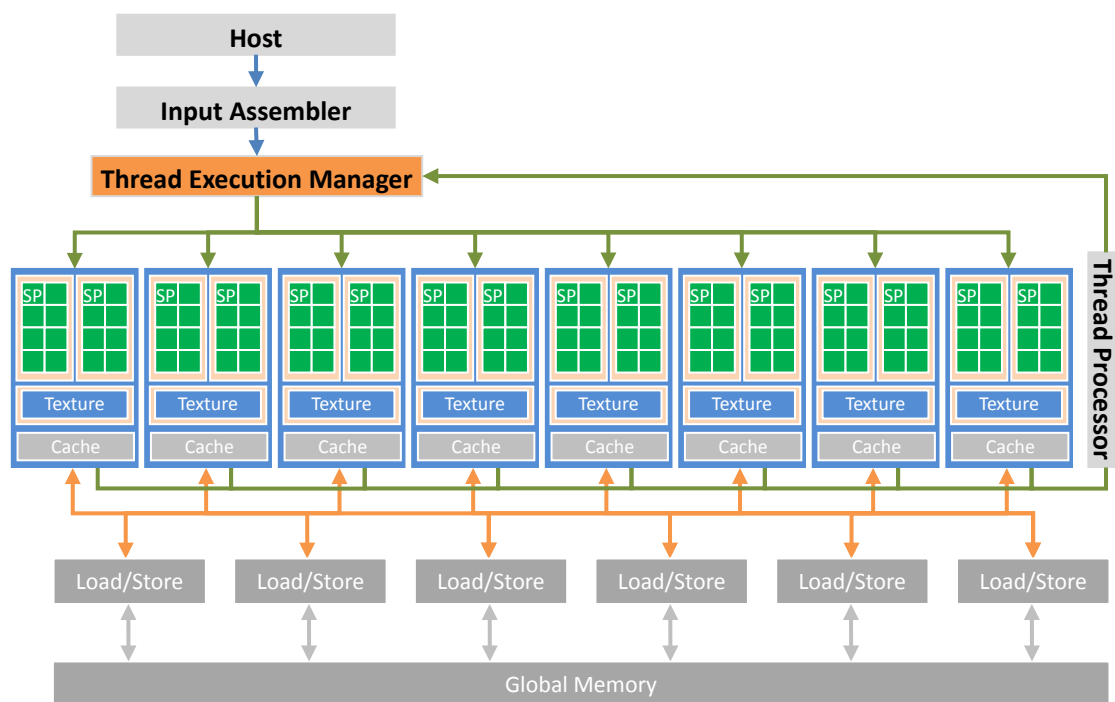 Host
Input Assembler
Thread Execution Manager
SP SP SP SP SP SP SP SP SP SP SP SP SP SP SP SP
Thread Processor
Texture Texture Texture Texture Texture Texture Texture Texture
Cache Cache Cache Cache Cache Cache Cache Cache
Load/Store Load/Store Load/Store Load/Store Load/Store Load/Store
Global Memory